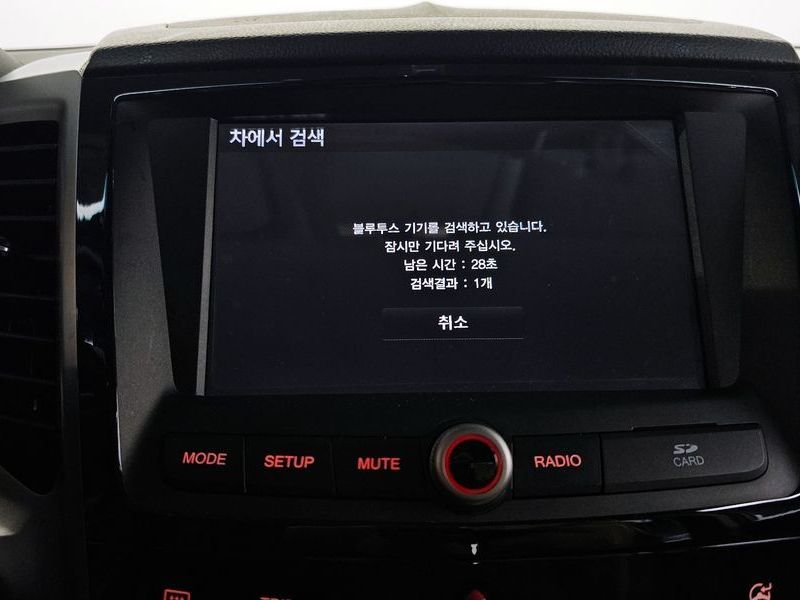 차에서 검색
블루투스 기기를 검색하고 있습니다.
잠시만 기다려 주십시오.
남은 시간 : 28초
검색결과 : 1개
취소
MODE
SETUP
MUTE
RADIO
SD
CARD